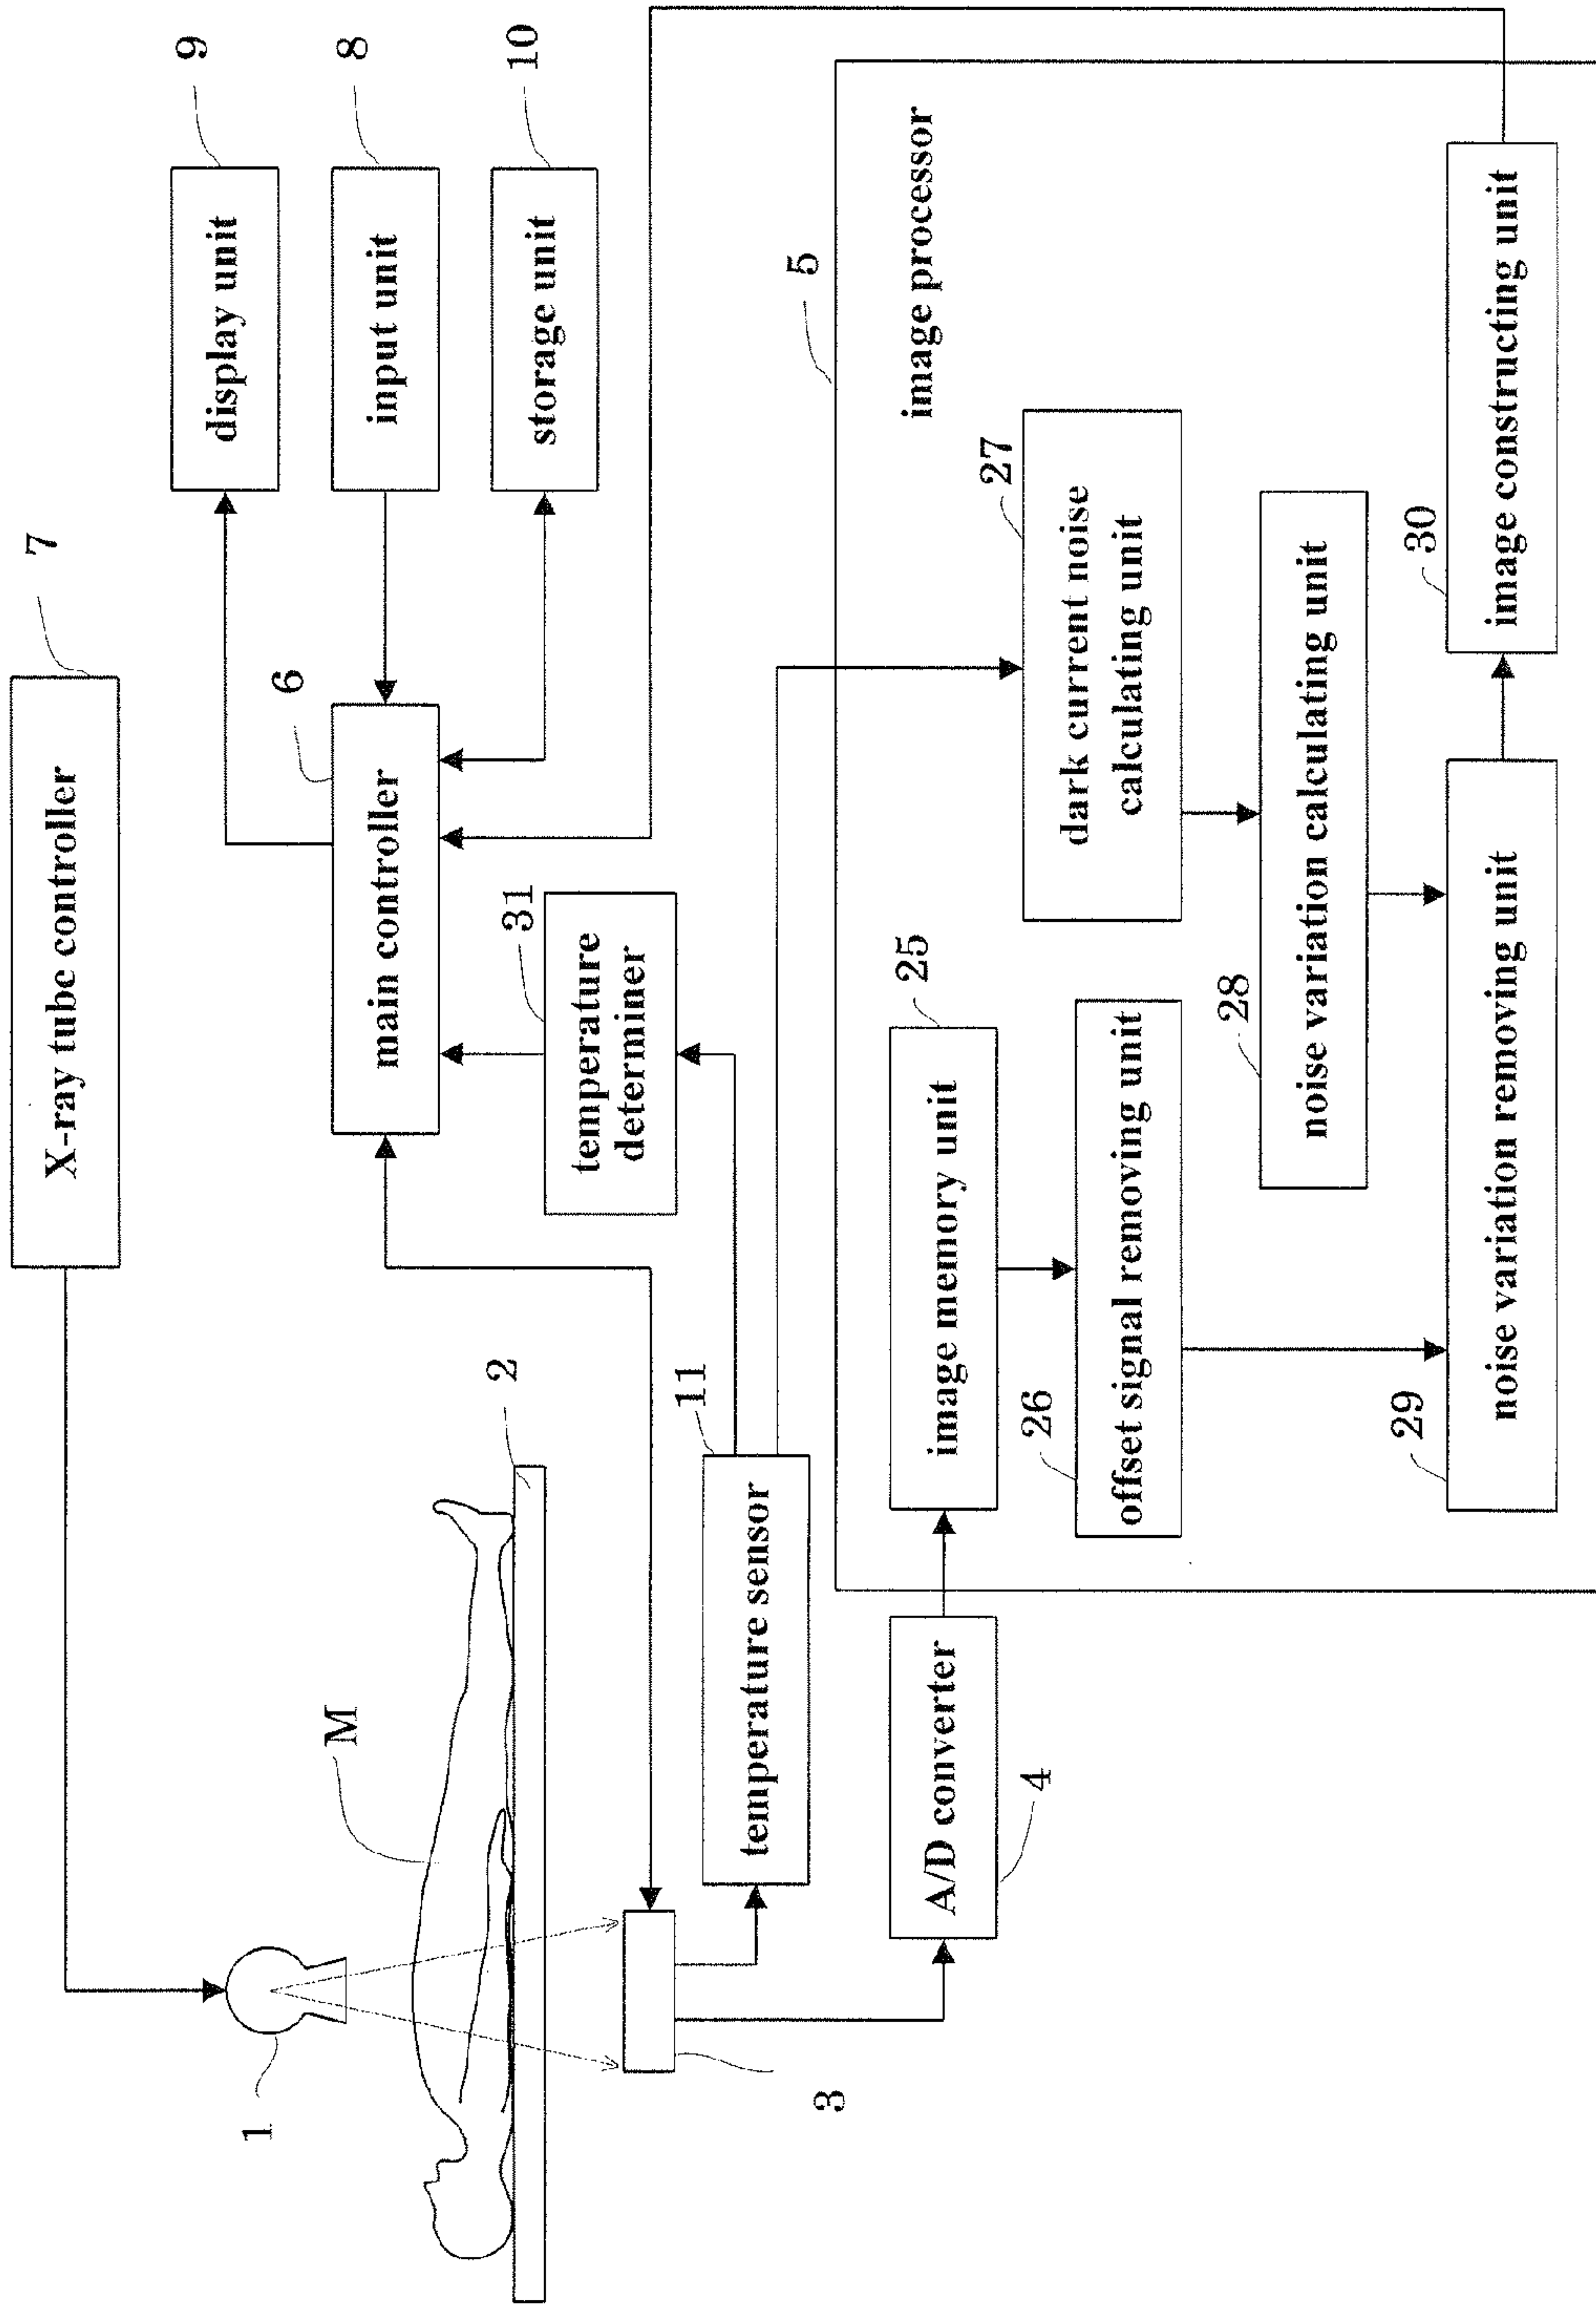 7
X-ray tubc controller
9
display unit
1
6
8
M
main controller
input unit
10
storage unit
2
31
temperature
determiner
3
11
temperature sensor
5
image processor
4
A/D converter
25
image memory unit
27
dark current noise
calculating unit
26
offset signal removing unit
28
noise variation calculating unit
29
noise variation removing unit
30
image constructing unit